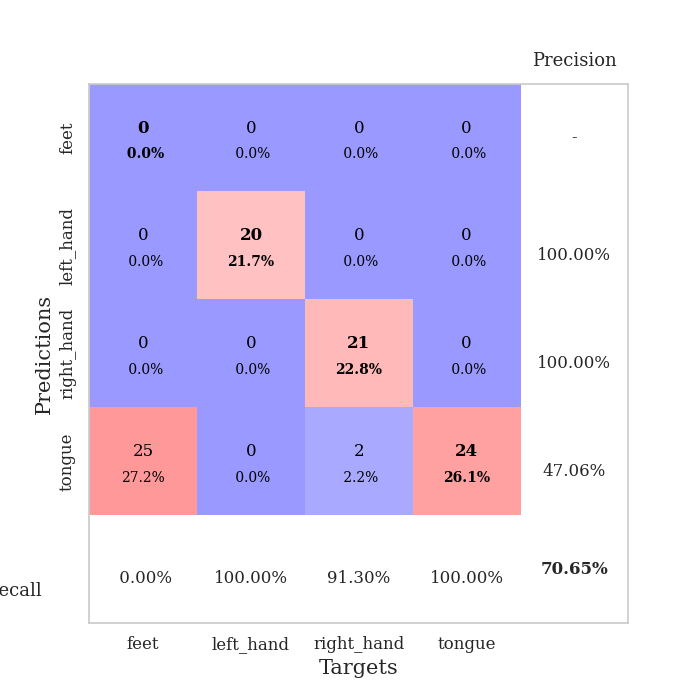 Precision
feet
0 0 0 0
0.0% 0.0% 0.0% 0.0%
-
left_hand
0 20 0 0
0.0% 21.7% 0.0% 0.0%
100.00%
Predictions
right_hand
0 0 21 0
0.0% 0.0% 22.8% 0.0%
100.00%
tongue
25 0 2 24
27.2% 0.0% 2.2% 26.1%
47.06%
ecall
0.00% 100.00% 91.30% 100.00%
70.65%
feet left_hand right_hand tongue
Targets